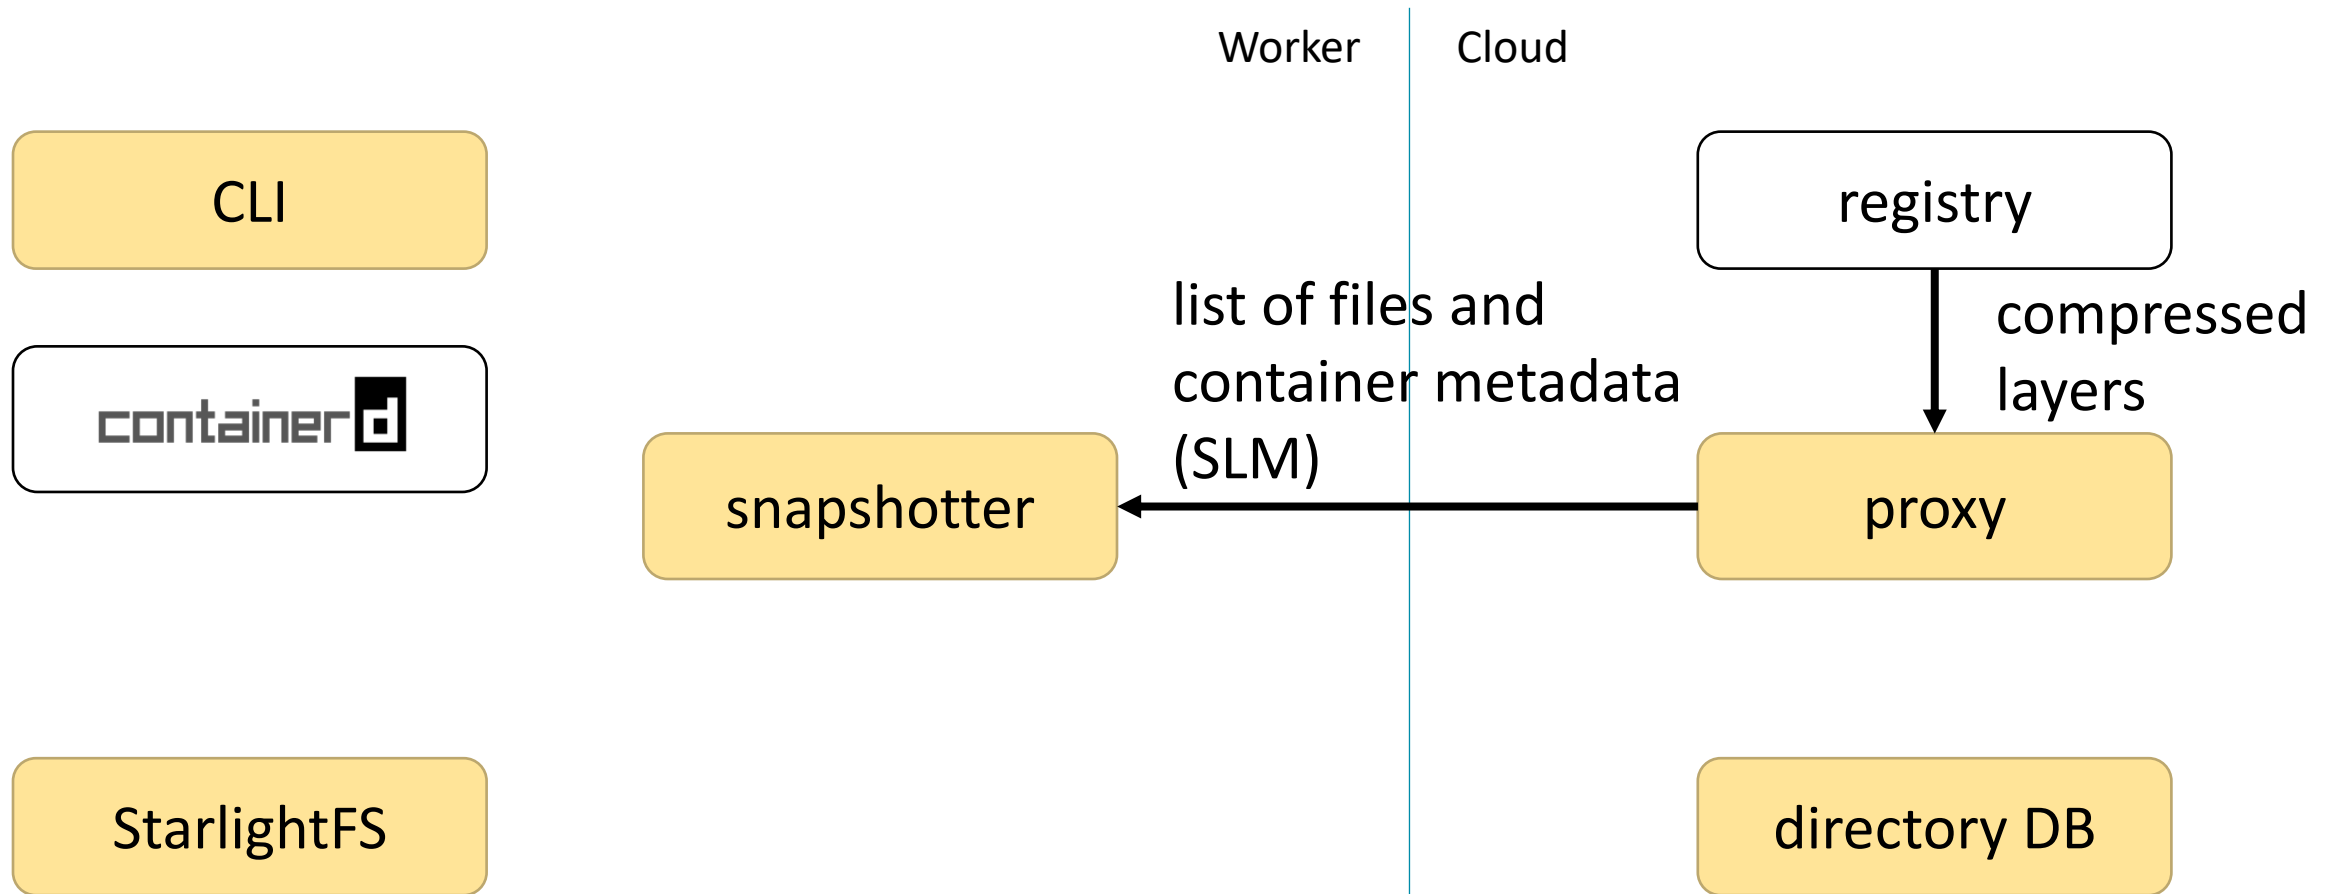 Worker
Cloud
CLI
registry
list of files and
container metadata
(SLM)
compressed
layers
containerd
snapshotter
proxy
StarlightFS
directory DB